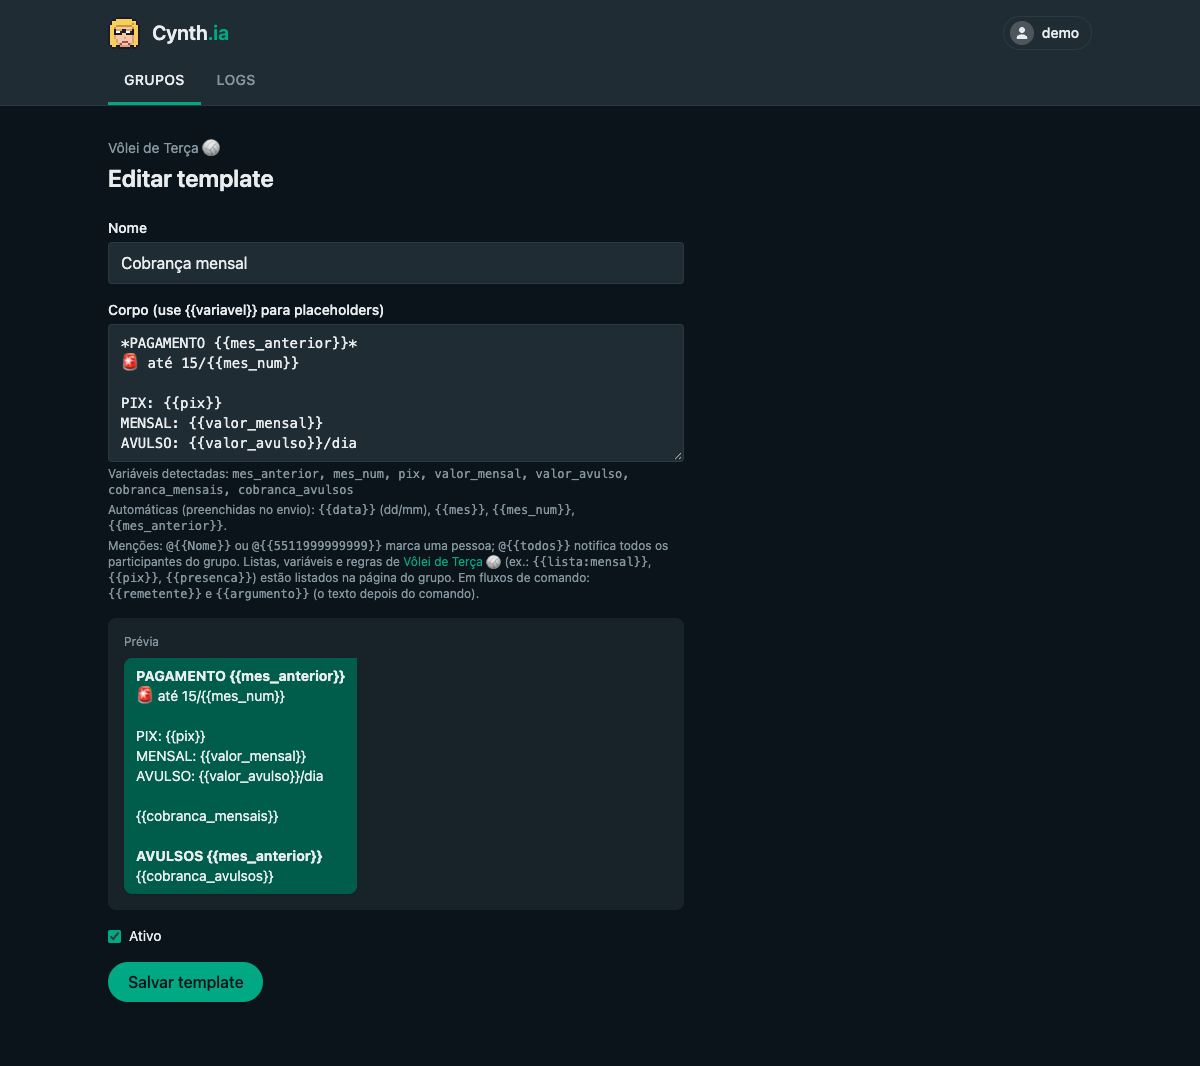 Cynth.ia
demo
GRUPOS
LOGS
Vôlei de Terça 🏐
Editar template
Nome
Cobrança mensal
Corpo (use {{variavel}} para placeholders)
*PAGAMENTO {{mes_anterior}}*
🚨 até 15/{{mes_num}}
PIX: {{pix}}
MENSAL: {{valor_mensal}}
AVULSO: {{valor_avulso}}/dia
Variáveis detectadas: mes_anterior, mes_num, pix, valor_mensal, valor_avulso,
cobranca_mensais, cobranca_avulsos
Automáticas (preenchidas no envio): {{data}} (dd/mm), {{mes}}, {{mes_num}},
{{mes_anterior}}.
Menções: @{{Nome}} ou @{{5511999999999}} marca uma pessoa; @{{todos}} notifica todos os
participantes do grupo. Listas, variáveis e regras de Vôlei de Terça 🏐 (ex.: {{lista:mensal}},
{{pix}}, {{presenca}}) estão listados na página do grupo. Em fluxos de comando:
{{remetente}} e {{argumento}} (o texto depois do comando).
Prévia
PAGAMENTO {{mes_anterior}}
🚨 até 15/{{mes_num}}
PIX: {{pix}}
MENSAL: {{valor_mensal}}
AVULSO: {{valor_avulso}}/dia
{{cobranca_mensais}}
AVULSOS {{mes_anterior}}
{{cobranca_avulsos}}
Ativo
Salvar template